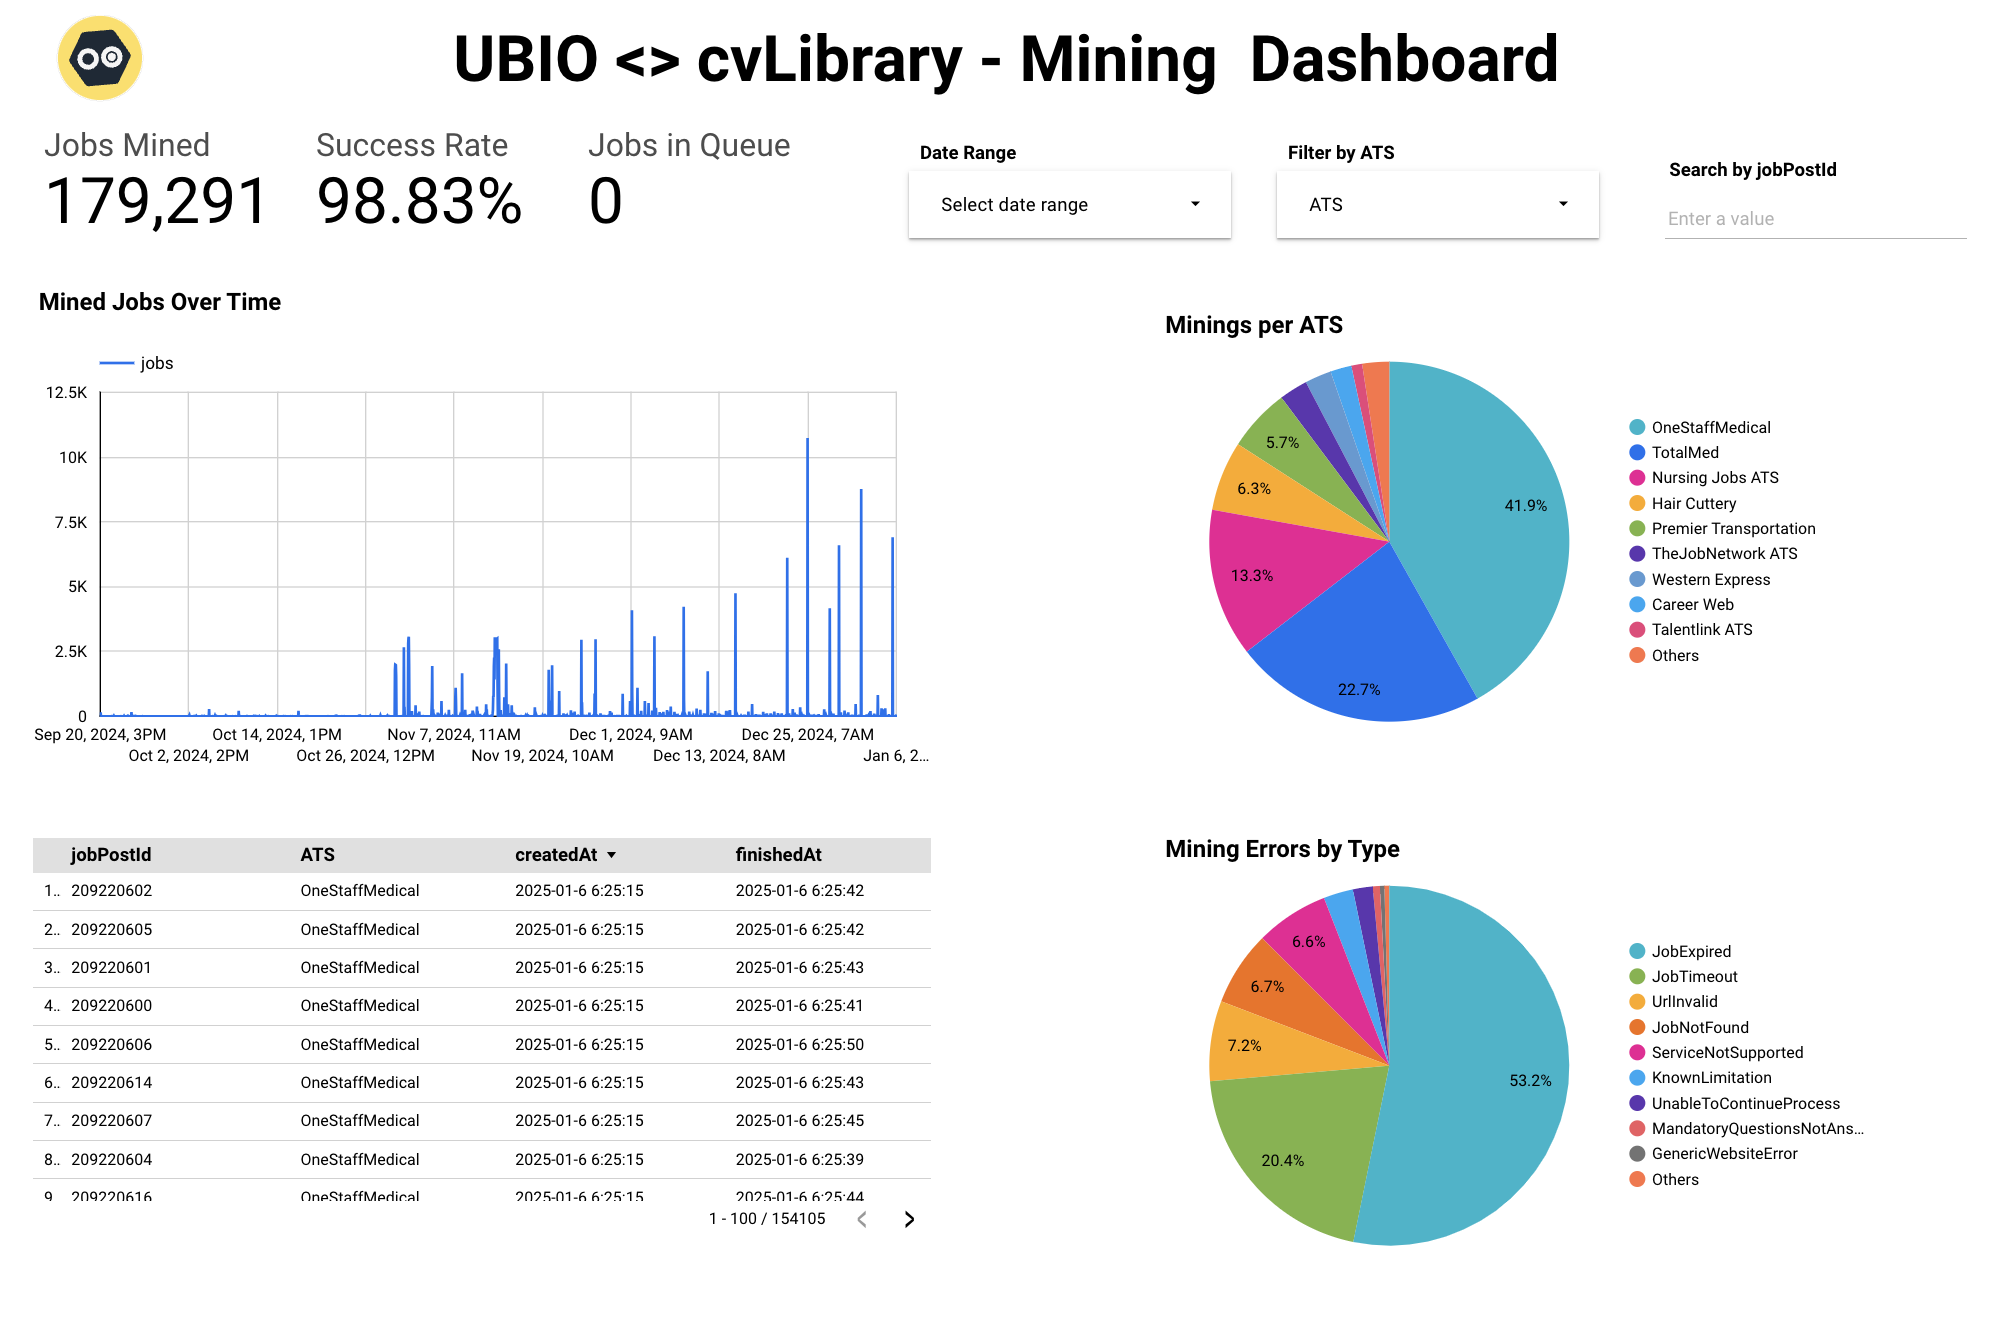 UBIO <> cvLibrary - Mining  Dashboard
Jobs Mined
179,291
Success Rate
98.83%
Jobs in Queue
0
Date Range
Select date range
Filter by ATS
ATS
Search by jobPostId
Enter a value
Mined Jobs Over Time
jobs
12.5K
10K
7.5K
5K
2.5K
0
Sep 20, 2024, 3PM
Oct 2, 2024, 2PM
Oct 14, 2024, 1PM
Oct 26, 2024, 12PM
Nov 7, 2024, 11AM
Nov 19, 2024, 10AM
Dec 1, 2024, 9AM
Dec 13, 2024, 8AM
Dec 25, 2024, 7AM
Jan 6, 2…
Minings per ATS
41.9%
22.7%
13.3%
6.3%
5.7%
OneStaffMedical
TotalMed
Nursing Jobs ATS
Hair Cuttery
Premier Transportation
TheJobNetwork ATS
Western Express
Career Web
Talentlink ATS
Others
jobPostId ATS createdAt finishedAt
1.. 209220602 OneStaffMedical 2025-01-6 6:25:15 2025-01-6 6:25:42
2.. 209220605 OneStaffMedical 2025-01-6 6:25:15 2025-01-6 6:25:42
3.. 209220601 OneStaffMedical 2025-01-6 6:25:15 2025-01-6 6:25:43
4.. 209220600 OneStaffMedical 2025-01-6 6:25:15 2025-01-6 6:25:41
5.. 209220606 OneStaffMedical 2025-01-6 6:25:15 2025-01-6 6:25:50
6.. 209220614 OneStaffMedical 2025-01-6 6:25:15 2025-01-6 6:25:43
7.. 209220607 OneStaffMedical 2025-01-6 6:25:15 2025-01-6 6:25:45
8.. 209220604 OneStaffMedical 2025-01-6 6:25:15 2025-01-6 6:25:39
9 209220616 OneStaffMedical 2025-01-6 6:25:15 2025-01-6 6:25:44
1 - 100 / 154105
Mining Errors by Type
53.2%
20.4%
7.2%
6.7%
6.6%
JobExpired
JobTimeout
UrlInvalid
JobNotFound
ServiceNotSupported
KnownLimitation
UnableToContinueProcess
MandatoryQuestionsNotAns…
GenericWebsiteError
Others